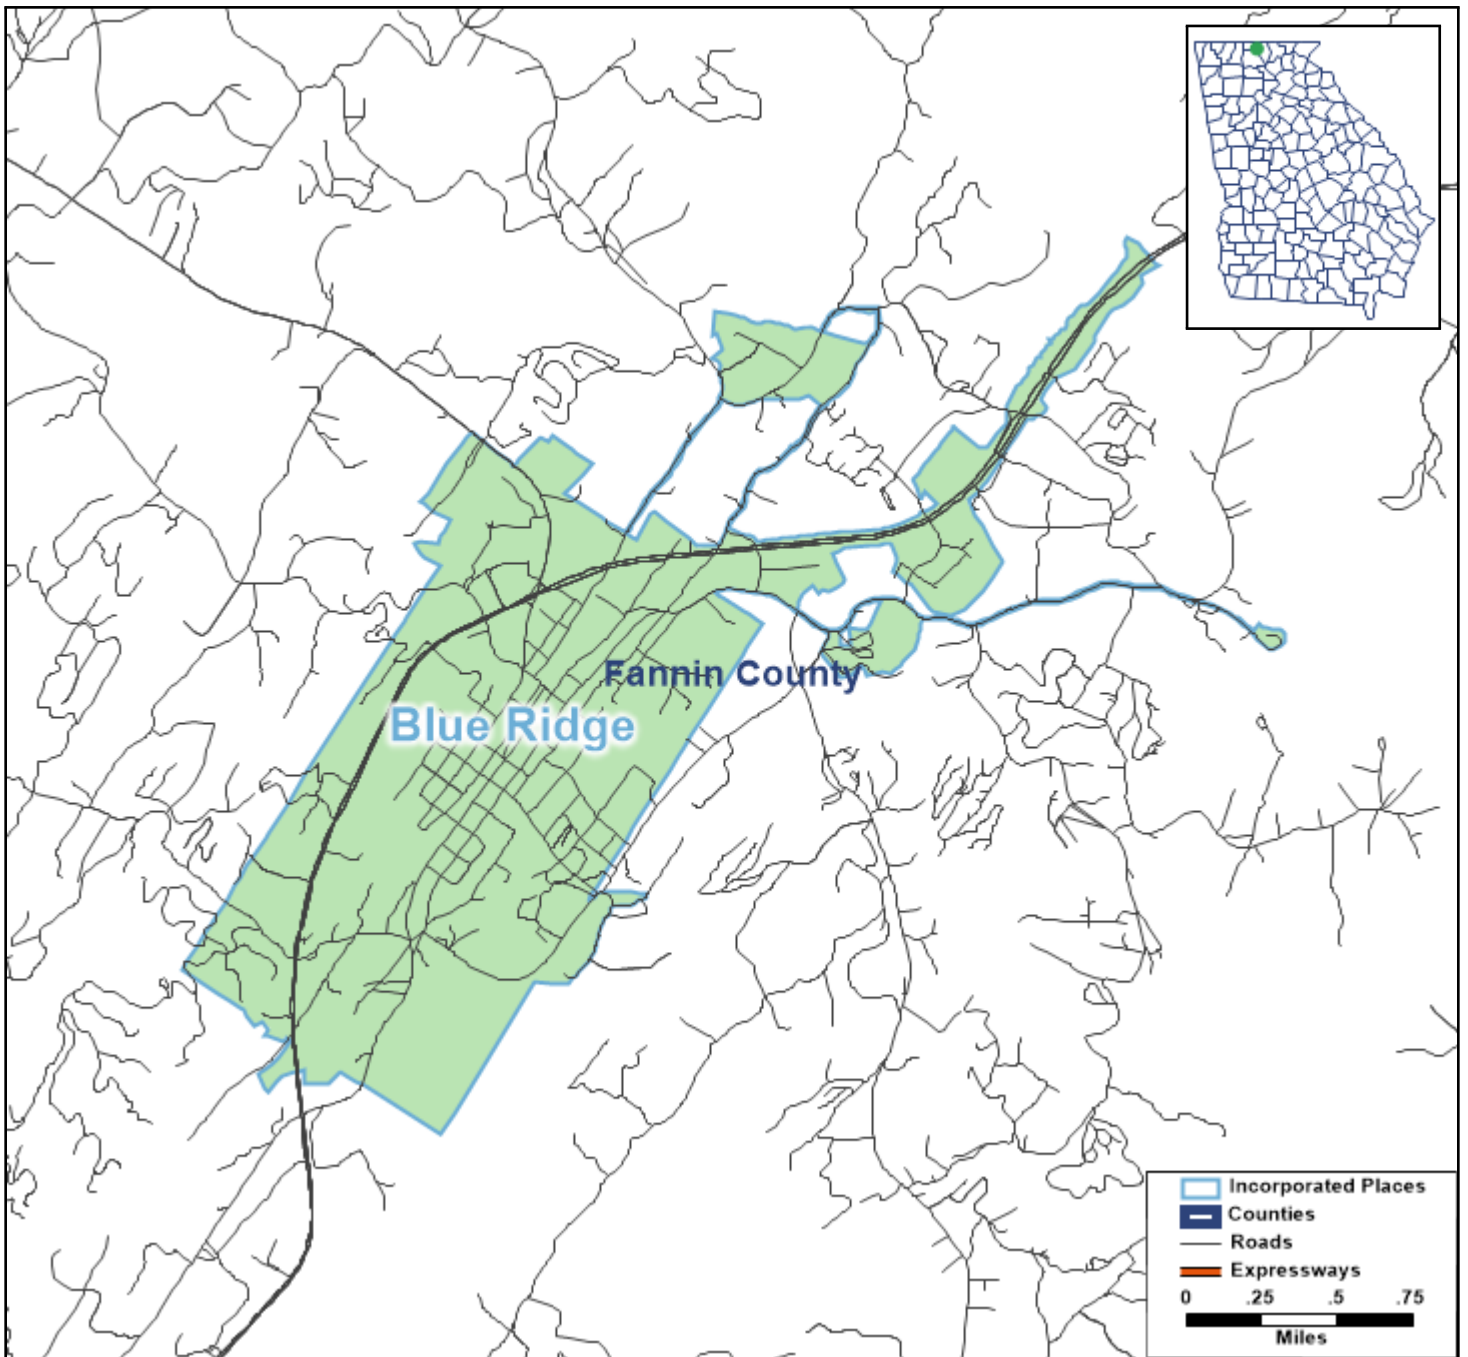 Fannin County
Blue Ridge
Incorporated Places
Counties
Roads
Expressways
0 .25 .5 .75
Miles